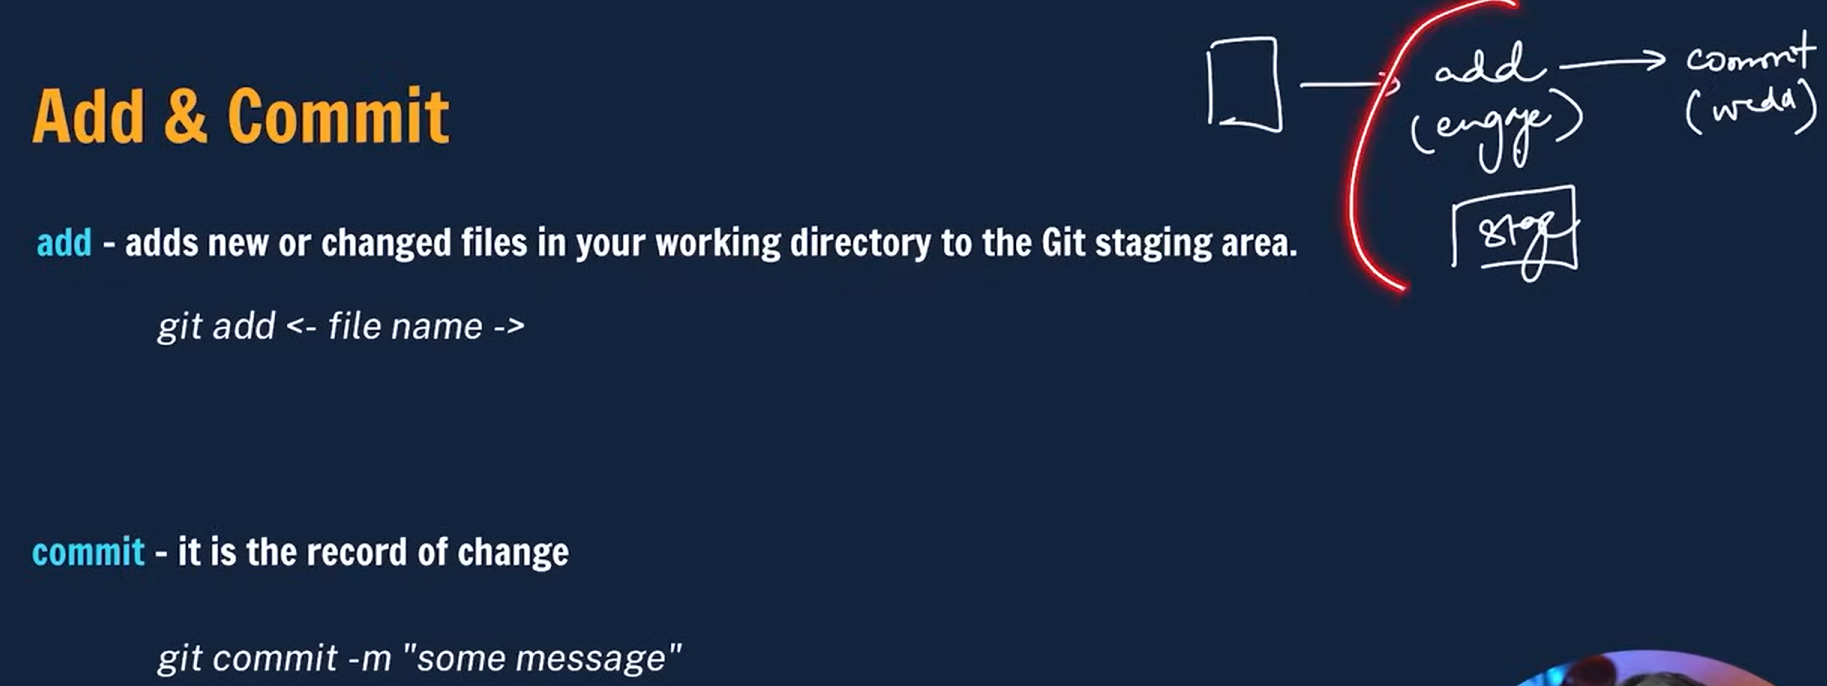 Add & Commit
add - adds new or changed files in your working directory to the Git staging area.
git add <- file name ->
commit - it is the record of change
git commit -m "some message"
add
commit
(engage)
stage